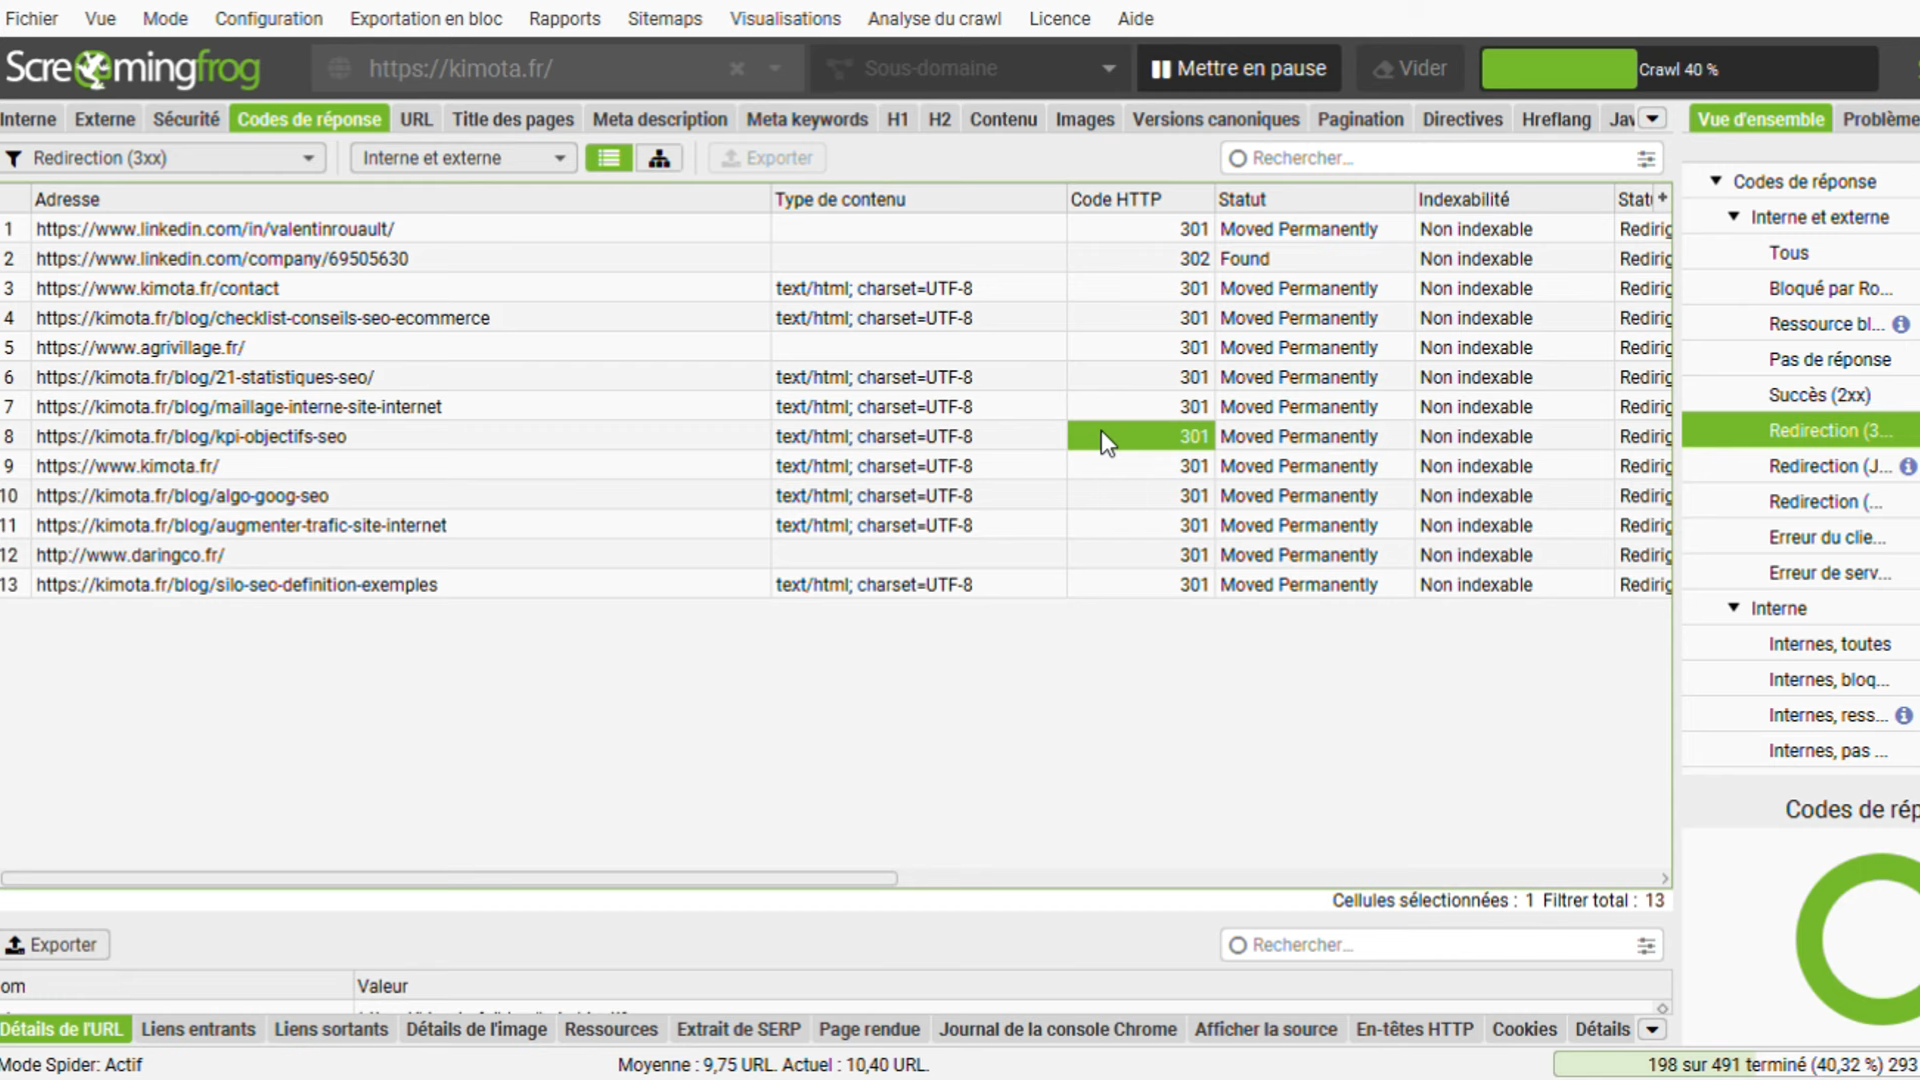 Fichier Vue Mode Configuration Exportation en bloc Rapports Sitemaps Visualisations Analyse du crawl Licence Aide
Screamingfrog https://kimota.fr/ Sous-domaine Mettre en pause Vider Crawl 40 %
Interne Externe Sécurité Codes de réponse URL Title des pages Meta description Meta keywords H1 H2 Contenu Images Versions canoniques Pagination Directives Hreflang Jav Vue d'ensemble Problème
Redirection (3xx) Interne et externe Exporter Rechercher...
Adresse Type de contenu Code HTTP Statut Indexabilité Stat +
1 https://www.linkedin.com/in/valentinrouault/ 301 Moved Permanently Non indexable Redirig
2 https://www.linkedin.com/company/69505630 302 Found Non indexable Redirig
3 https://www.kimota.fr/contact text/html; charset=UTF-8 301 Moved Permanently Non indexable Redirig
4 https://kimota.fr/blog/checklist-conseils-seo-ecommerce text/html; charset=UTF-8 301 Moved Permanently Non indexable Redirig
5 https://www.agrivillage.fr/ 301 Moved Permanently Non indexable Redirig
6 https://kimota.fr/blog/21-statistiques-seo/ text/html; charset=UTF-8 301 Moved Permanently Non indexable Redirig
7 https://kimota.fr/blog/maillage-interne-site-internet text/html; charset=UTF-8 301 Moved Permanently Non indexable Redirig
8 https://kimota.fr/blog/kpi-objectifs-seo text/html; charset=UTF-8 301 Moved Permanently Non indexable Redirig
9 https://www.kimota.fr/ text/html; charset=UTF-8 301 Moved Permanently Non indexable Redirig
10 https://kimota.fr/blog/algo-goog-seo text/html; charset=UTF-8 301 Moved Permanently Non indexable Redirig
11 https://kimota.fr/blog/augmenter-trafic-site-internet text/html; charset=UTF-8 301 Moved Permanently Non indexable Redirig
12 http://www.daringco.fr/ 301 Moved Permanently Non indexable Redirig
13 https://kimota.fr/blog/silo-seo-definition-exemples text/html; charset=UTF-8 301 Moved Permanently Non indexable Redirig
Codes de réponse
Interne et externe
Tous
Bloqué par Ro...
Ressource bl...
Pas de réponse
Succès (2xx)
Redirection (3...
Redirection (J...
Redirection (...
Erreur du clie...
Erreur de serv...
Interne
Internes, toutes
Internes, bloq...
Internes, ress...
Internes, pas ...
Codes de rép
Cellules sélectionnées : 1 Filtrer total : 13
Exporter Rechercher...
om Valeur
Détails de l'URL Liens entrants Liens sortants Détails de l'image Ressources Extrait de SERP Page rendue Journal de la console Chrome Afficher la source En-têtes HTTP Cookies Détails
Mode Spider: Actif Moyenne : 9,75 URL. Actuel : 10,40 URL. 198 sur 491 terminé (40,32 %) 293